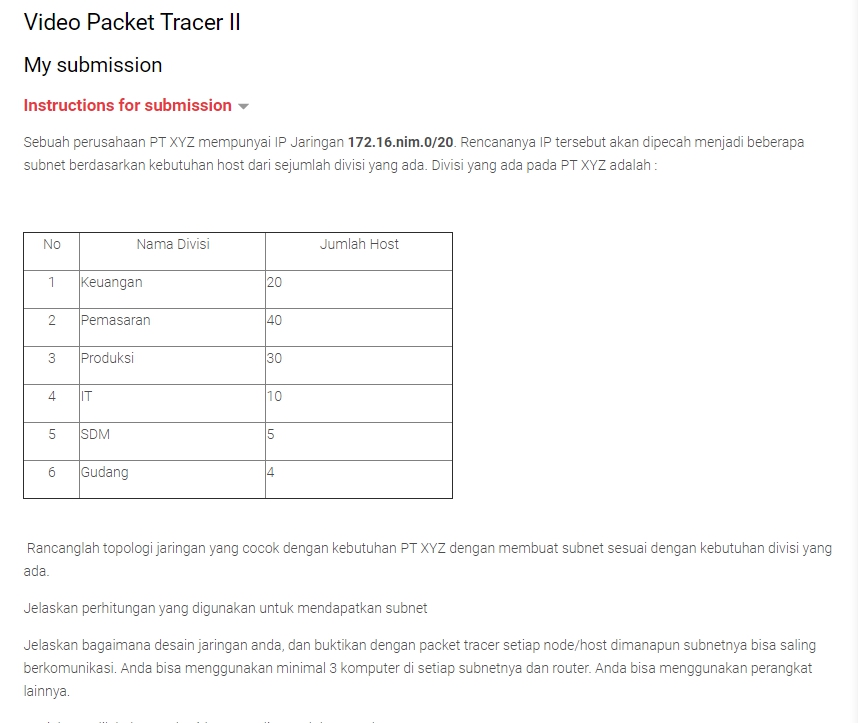 Video Packet Tracer II
My submission
Instructions for submission
Sebuah perusahaan PT XYZ mempunyai IP Jaringan 172.16.nim.0/20. Rencananya IP tersebut akan dipecah menjadi beberapa
subnet berdasarkan kebutuhan host dari sejumlah divisi yang ada. Divisi yang ada pada PT XYZ adalah :
No Nama Divisi Jumlah Host
1 Keuangan 20
2 Pemasaran 40
3 Produksi 30
4 IT 10
5 SDM 5
6 Gudang 4
Rancanglah topologi jaringan yang cocok dengan kebutuhan PT XYZ dengan membuat subnet sesuai dengan kebutuhan divisi yang
ada.
Jelaskan perhitungan yang digunakan untuk mendapatkan subnet
Jelaskan bagaimana desain jaringan anda, dan buktikan dengan packet tracer setiap node/host dimanapun subnetnya bisa saling
berkomunikasi. Anda bisa menggunakan minimal 3 komputer di setiap subnetnya dan router. Anda bisa menggunakan perangkat
lainnya.